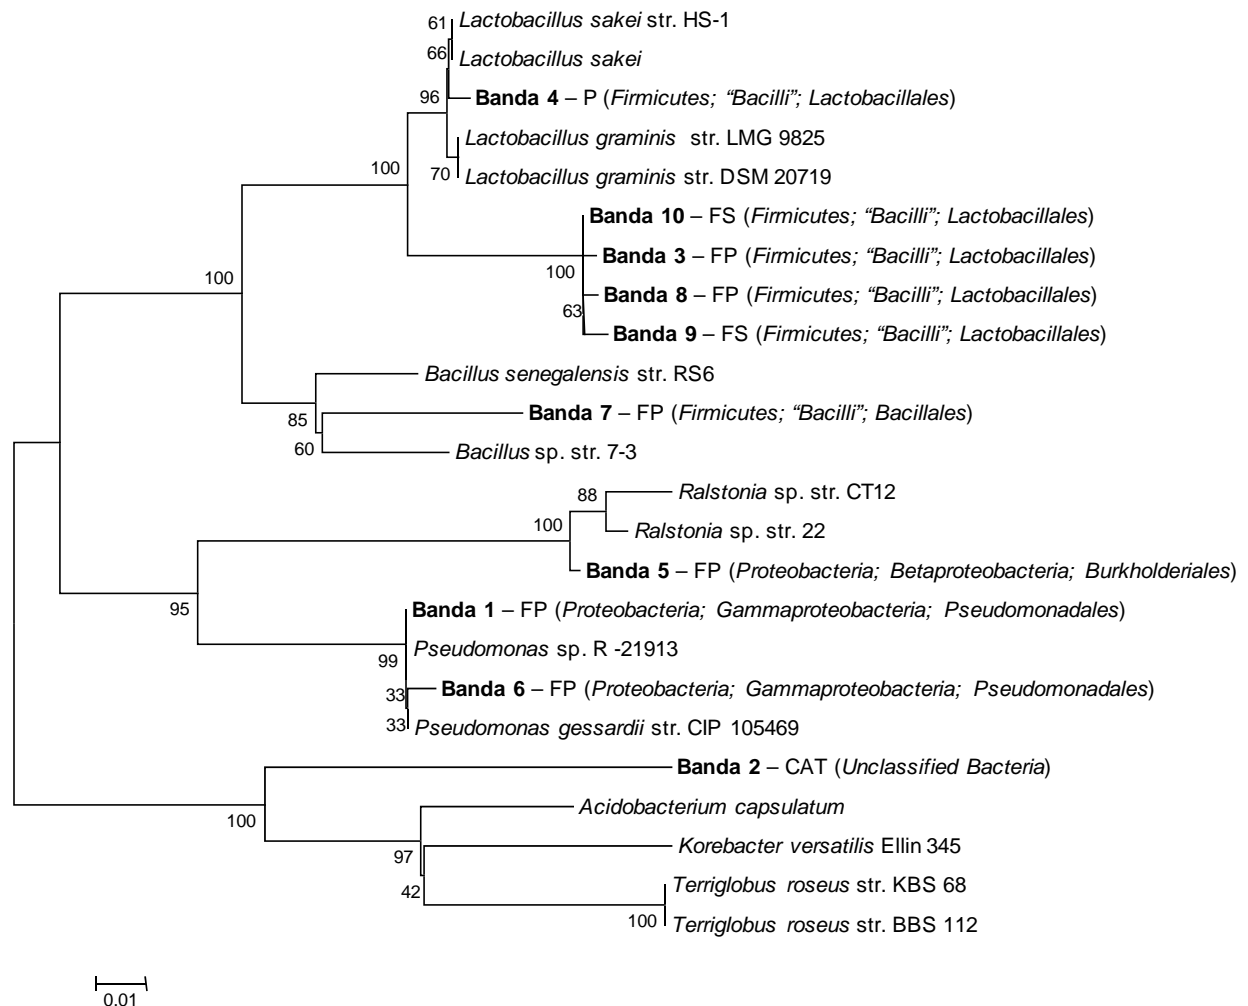 61
Lactobacillus sakei str. HS-1
66
Lactobacillus sakei
96
Banda 4 – P (Firmicutes; “Bacilli”; Lactobacillales)
Lactobacillus graminis str. LMG 9825
100
70
Lactobacillus graminis str. DSM 20719
Banda 10 – FS (Firmicutes; “Bacilli”; Lactobacillales)
Banda 3 – FP (Firmicutes; “Bacilli”; Lactobacillales)
100
100
Banda 8 – FP (Firmicutes; “Bacilli”; Lactobacillales)
63
Banda 9 – FS (Firmicutes; “Bacilli”; Lactobacillales)
Bacillus senegalensis str. RS6
85
Banda 7 – FP (Firmicutes; “Bacilli”; Bacillales)
60
Bacillus sp. str. 7-3
88
Ralstonia sp. str. CT12
100
Ralstonia sp. str. 22
Banda 5 – FP (Proteobacteria; Betaproteobacteria; Burkholderiales)
95
Banda 1 – FP (Proteobacteria; Gammaproteobacteria; Pseudomonadales)
Pseudomonas sp. R -21913
99
33
Banda 6 – FP (Proteobacteria; Gammaproteobacteria; Pseudomonadales)
33
Pseudomonas gessardii str. CIP 105469
Banda 2 – CAT (Unclassified Bacteria)
100
Acidobacterium capsulatum
97
Korebacter versatilis Ellin 345
42
Terriglobus roseus str. KBS 68
100
Terriglobus roseus str. BBS 112
0.01